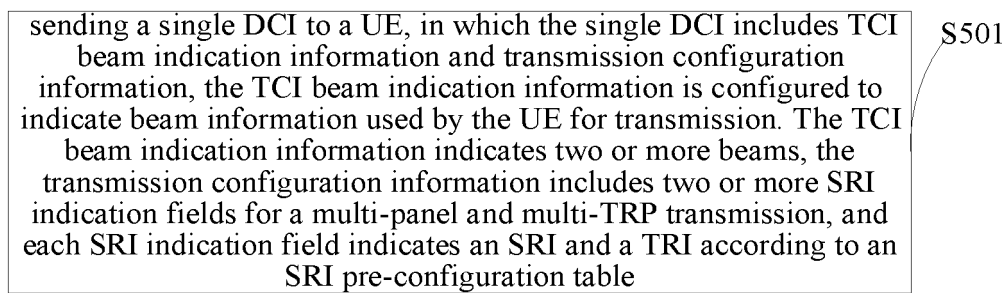 sending a single DCI to a UE, in which the single DCI includes TCI
beam indication information and transmission configuration
information, the TCI beam indication information is configured to
indicate beam information used by the UE for transmission. The TCI
beam indication information indicates two or more beams, the
transmission configuration information includes two or more SRI
indication fields for a multi-panel and multi-TRP transmission, and
each SRI indication field indicates an SRI and a TRI according to an
SRI pre-configuration table
S501